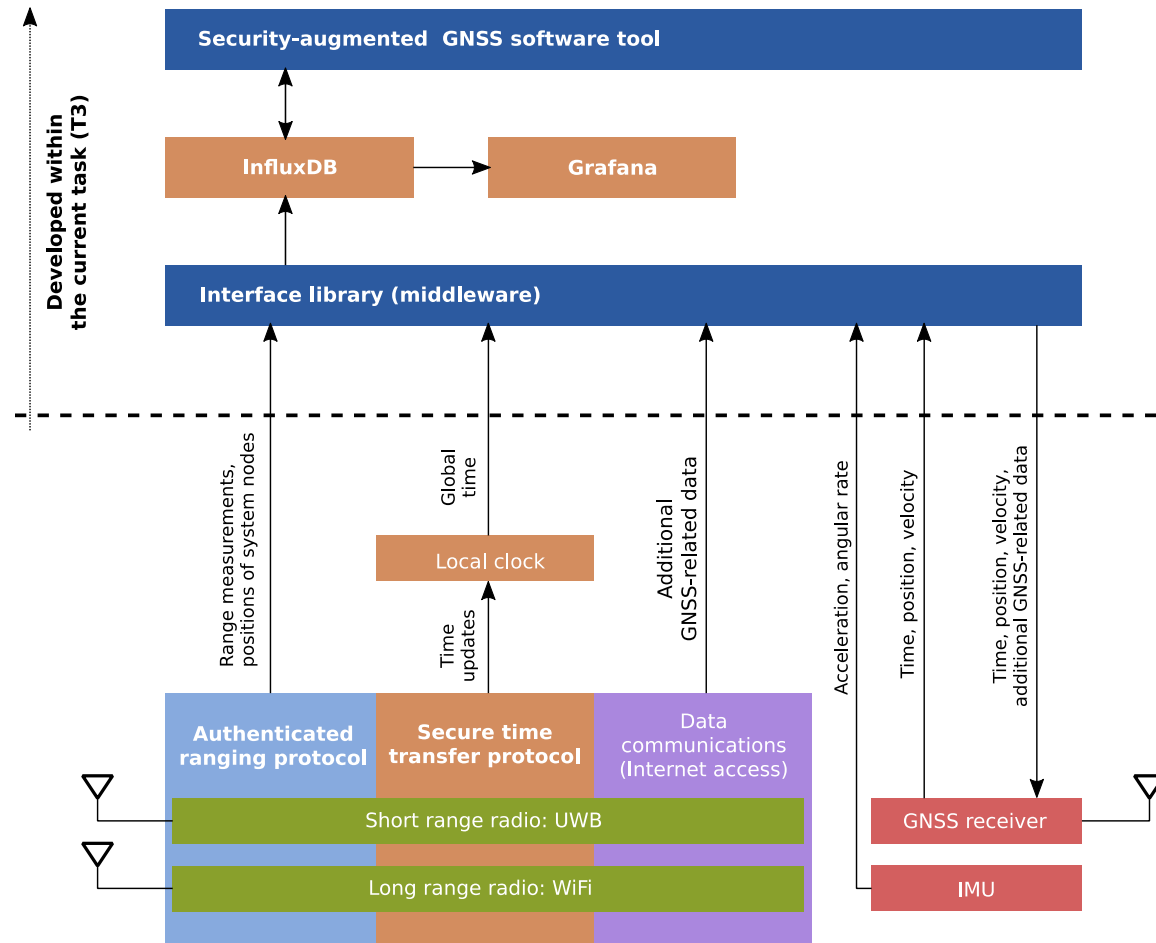 Security-augmented GNSS software tool
Developed within
the current task (T3)
InfluxDB
Grafana
Interface library (middleware)
Range measurements,
positions of system nodes
Global
time
Local clock
Time
updates
Additional
GNSS-related data
Acceleration, angular rate
Time, position, velocity
Time, position, velocity,
additional GNSS-related data
Authenticated
ranging protocol
Secure time
transfer protocol
Data
communications
(Internet access)
Short range radio: UWB
Long range radio: WiFi
GNSS receiver
IMU